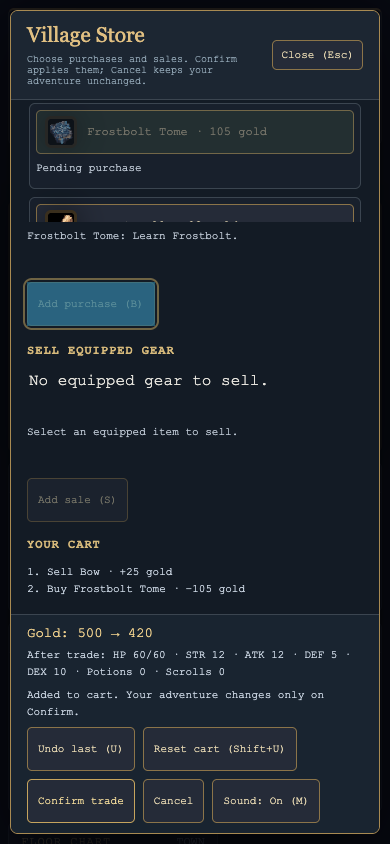 Village Store
Choose purchases and sales. Confirm
applies them; Cancel keeps your
adventure unchanged.
Close (Esc)
Frostbolt Tome · 105 gold
Pending purchase
Frostbolt Tome: Learn Frostbolt.
Add purchase (B)
SELL EQUIPPED GEAR
No equipped gear to sell.
Select an equipped item to sell.
Add sale (S)
YOUR CART
1. Sell Bow · +25 gold
2. Buy Frostbolt Tome · −105 gold
Gold: 500 → 420
After trade: HP 60/60 · STR 12 · ATK 12 · DEF 5 ·
DEX 10 · Potions 0 · Scrolls 0
Added to cart. Your adventure changes only on
Confirm.
Undo last (U)
Reset cart (Shift+U)
Confirm trade
Cancel
Sound: On (M)